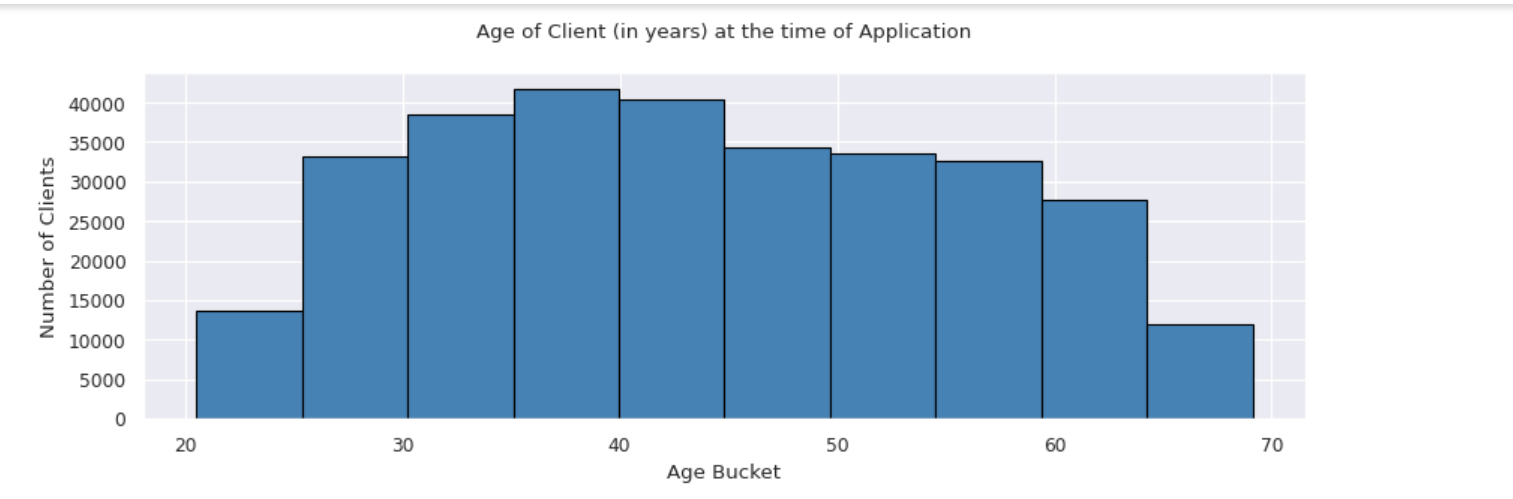 Age of Client (in years) at the time of Application
Number of Clients
40000
35000
30000
25000
20000
15000
10000
5000
0
20 30 40 50 60 70
Age Bucket